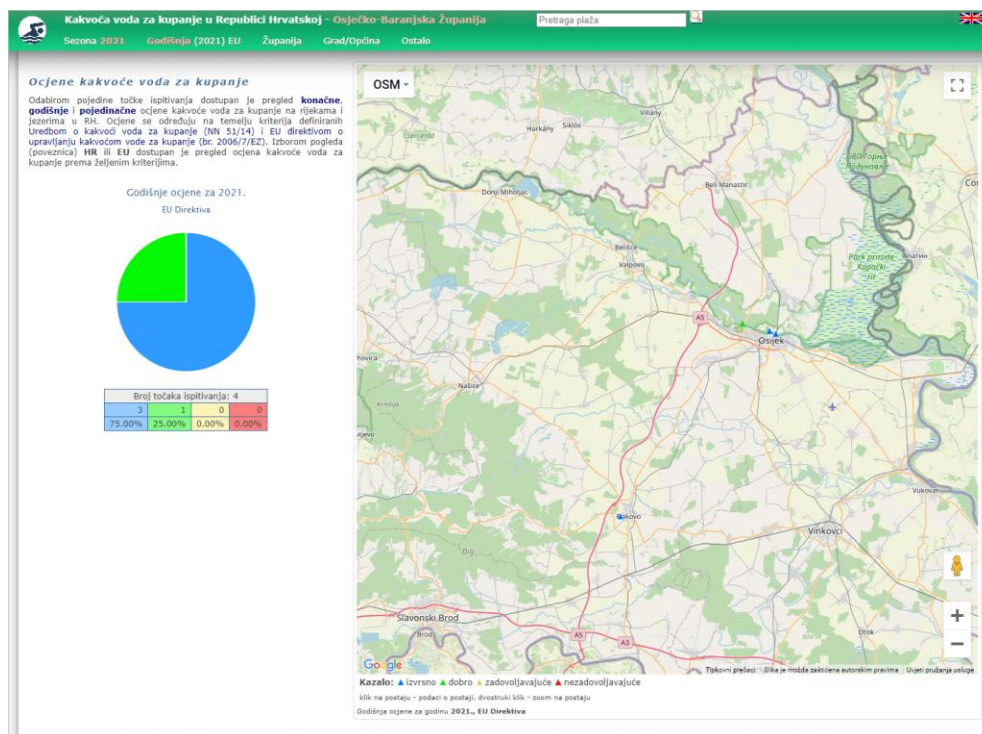 Kakvoća voda za kupanje u Republici Hrvatskoj - Osječko-Baranjska Županija
Pretraga plaža
Sezona 2021 Godišnja (2021) EU Županija Grad/Općina Ostalo
Ocjene kakvoće voda za kupanje
Odabirom pojedine točke ispitivanja dostupan je pregled konačne,
godišnje i pojedinačne ocjene kakvoće voda za kupanje na rijekama i
jezerima u RH. Ocjene se određuju na temelju kriterija definiranih
Uredbom o kakvoći voda za kupanje (NN 51/14) i EU direktivom o
upravljanju kakvoćom vode za kupanje (br. 2006/7/EZ). Izborom pogleda
(poveznica) HR ili EU dostupan je pregled ocjena kakvoće voda za
kupanje prema željenim kriterijima.
Godišnje ocjene za 2021.
EU Direktiva
Broj točaka ispitivanja: 4
3 1 0 0
75.00% 25.00% 0.00% 0.00%
OSM
Villány
Harkány Siklós
Donji Miholjac
Beli Manastir
Belišće
Valpovo
Park prirode
Kopački
rit
Апатин
A5
Osijek
Našice
Krndija
Vukovar
Đakovo
Vinkovci
Dilj
Slavonski Brod
Brod
A5
A3
Otok
Google
Tipkovni prečaci Slika je možda zaštićena autorskim pravima Uvjeti pružanja usluge
Kazalo: izvrsno dobro zadovoljavajuće nezadovoljavajuće
klik na postaju - podaci o postaji, dvostruki klik - zoom na postaju
Godišnja ocjene za godinu 2021., EU Direktiva